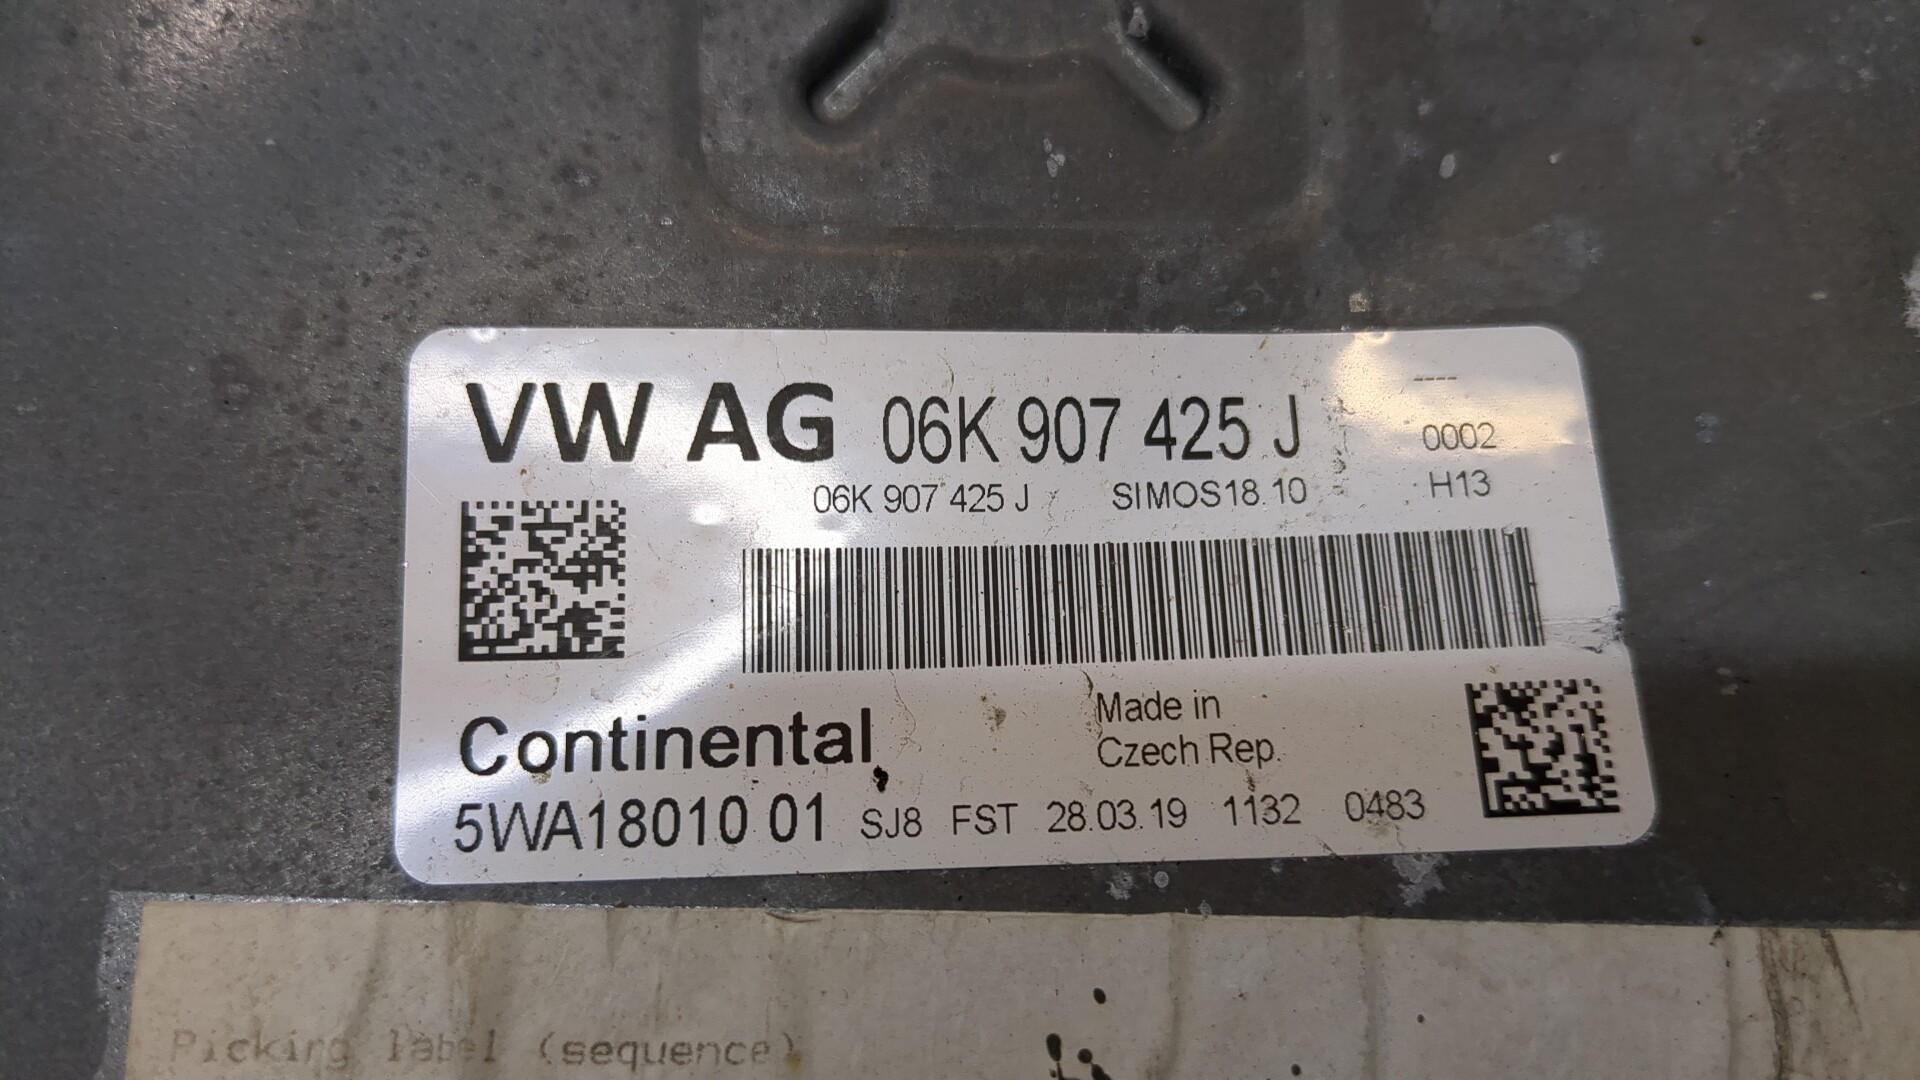 VW AG 06K 907 425 J
----
0002
06K 907 425 J SIMOS18.10 H13
Continental
Made in
Czech Rep.
5WA18010 01 SJ8 FST 28.03.19 1132 0483
Picking label (sequence)